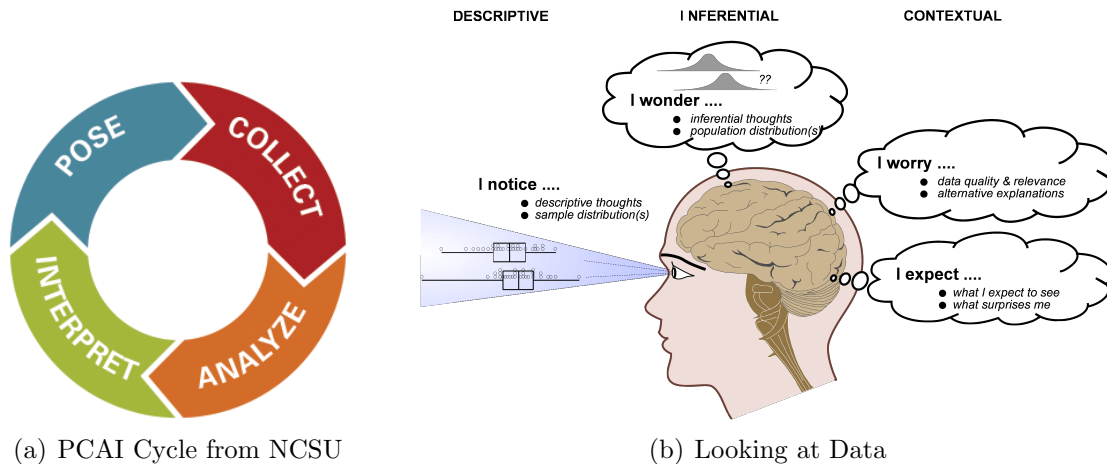 POSE
COLLECT
ANALYZE
INTERPRET
(a) PCAI Cycle from NCSU
DESCRIPTIVE
I NFERENTIAL
CONTEXTUAL
??
I wonder ....
● inferential thoughts
● population distribution(s)
I notice ....
● descriptive thoughts
● sample distribution(s)
I worry ....
● data quality & relevance
● alternative explanations
I expect ....
● what I expect to see
● what surprises me
(b) Looking at Data